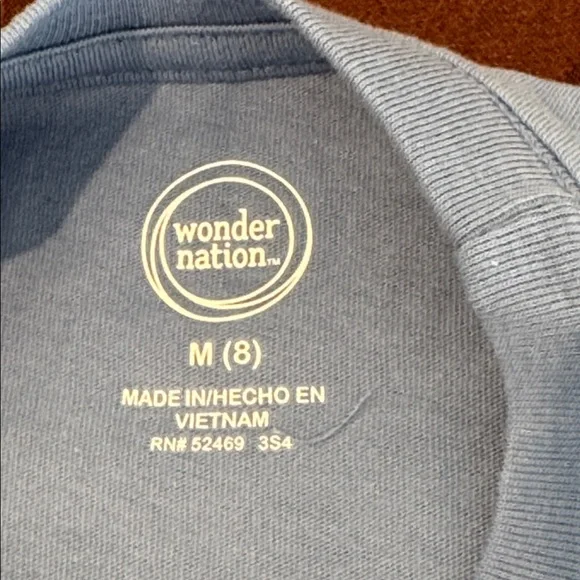 wonder
nation™
M (8)
MADE IN/HECHO EN
VIETNAM
RN# 52469 3S4